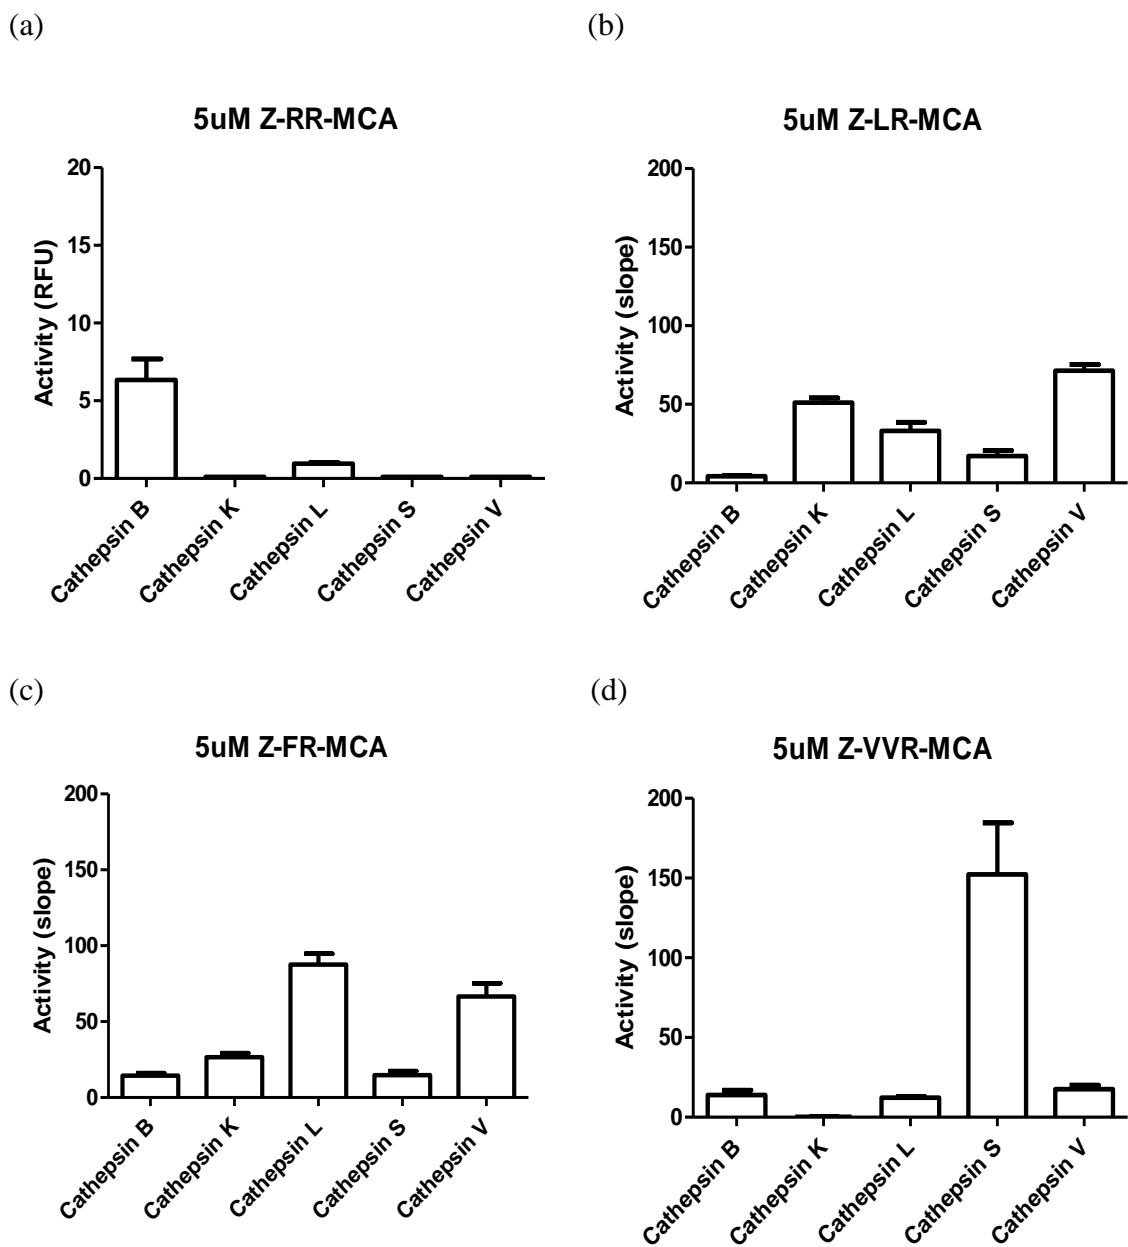 (a)
5uM Z-RR-MCA
Activity (RFU)
20
15
10
5
0
Cathepsin B
Cathepsin K
Cathepsin L
Cathepsin S
Cathepsin V
(b)
5uM Z-LR-MCA
Activity (slope)
200
150
100
50
0
Cathepsin B
Cathepsin K
Cathepsin L
Cathepsin S
Cathepsin V
(c)
5uM Z-FR-MCA
Activity (slope)
200
150
100
50
0
Cathepsin B
Cathepsin K
Cathepsin L
Cathepsin S
Cathepsin V
(d)
5uM Z-VVR-MCA
Activity (slope)
200
150
100
50
0
Cathepsin B
Cathepsin K
Cathepsin L
Cathepsin S
Cathepsin V